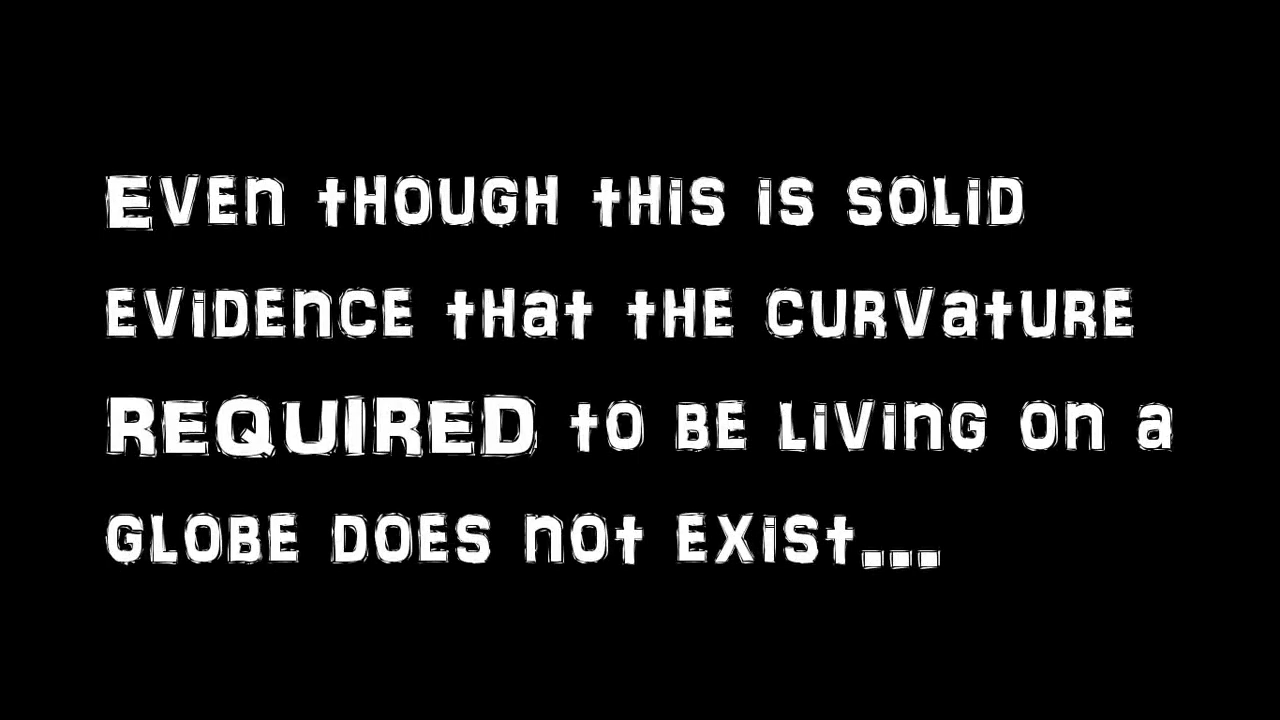 Even though this is solid
evidence that the curvature
REQUIRED to be living on a
globe does not exist...